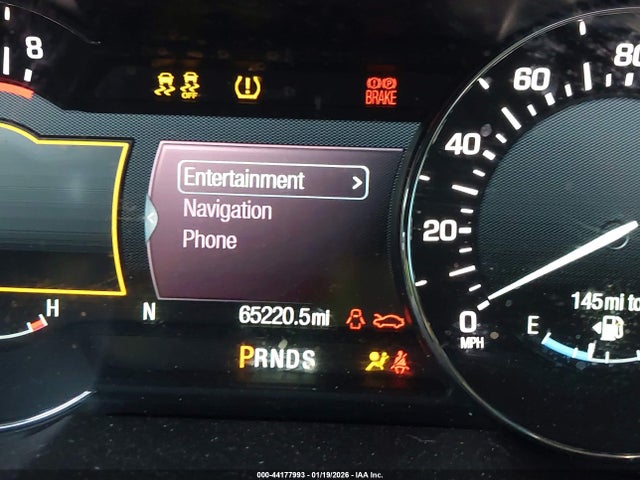 8
OFF
BRAKE
80
60
40
20
0
MPH
Entertainment >
Navigation
Phone
H
N
65220.5mi
145mi to
E
PRNDS
000-44177993 - 01/19/2026 - IAA Inc.